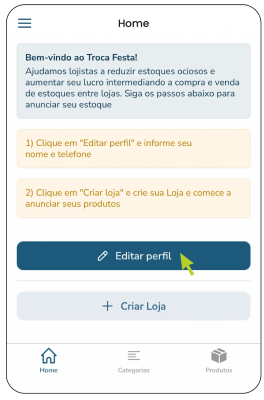 Home
Bem-vindo ao Troca Festa!
Ajudamos lojistas a reduzir estoques ociosos e
aumentar seu lucro intermediando a compra e venda
de estoques entre lojas. Siga os passos abaixo para
anunciar seu estoque
1) Clique em "Editar perfil" e informe seu
nome e telefone
2) Clique em "Criar loja" e crie sua Loja e comece a
anunciar seus produtos
Editar perfil
Criar Loja
Home Categorias Produtos